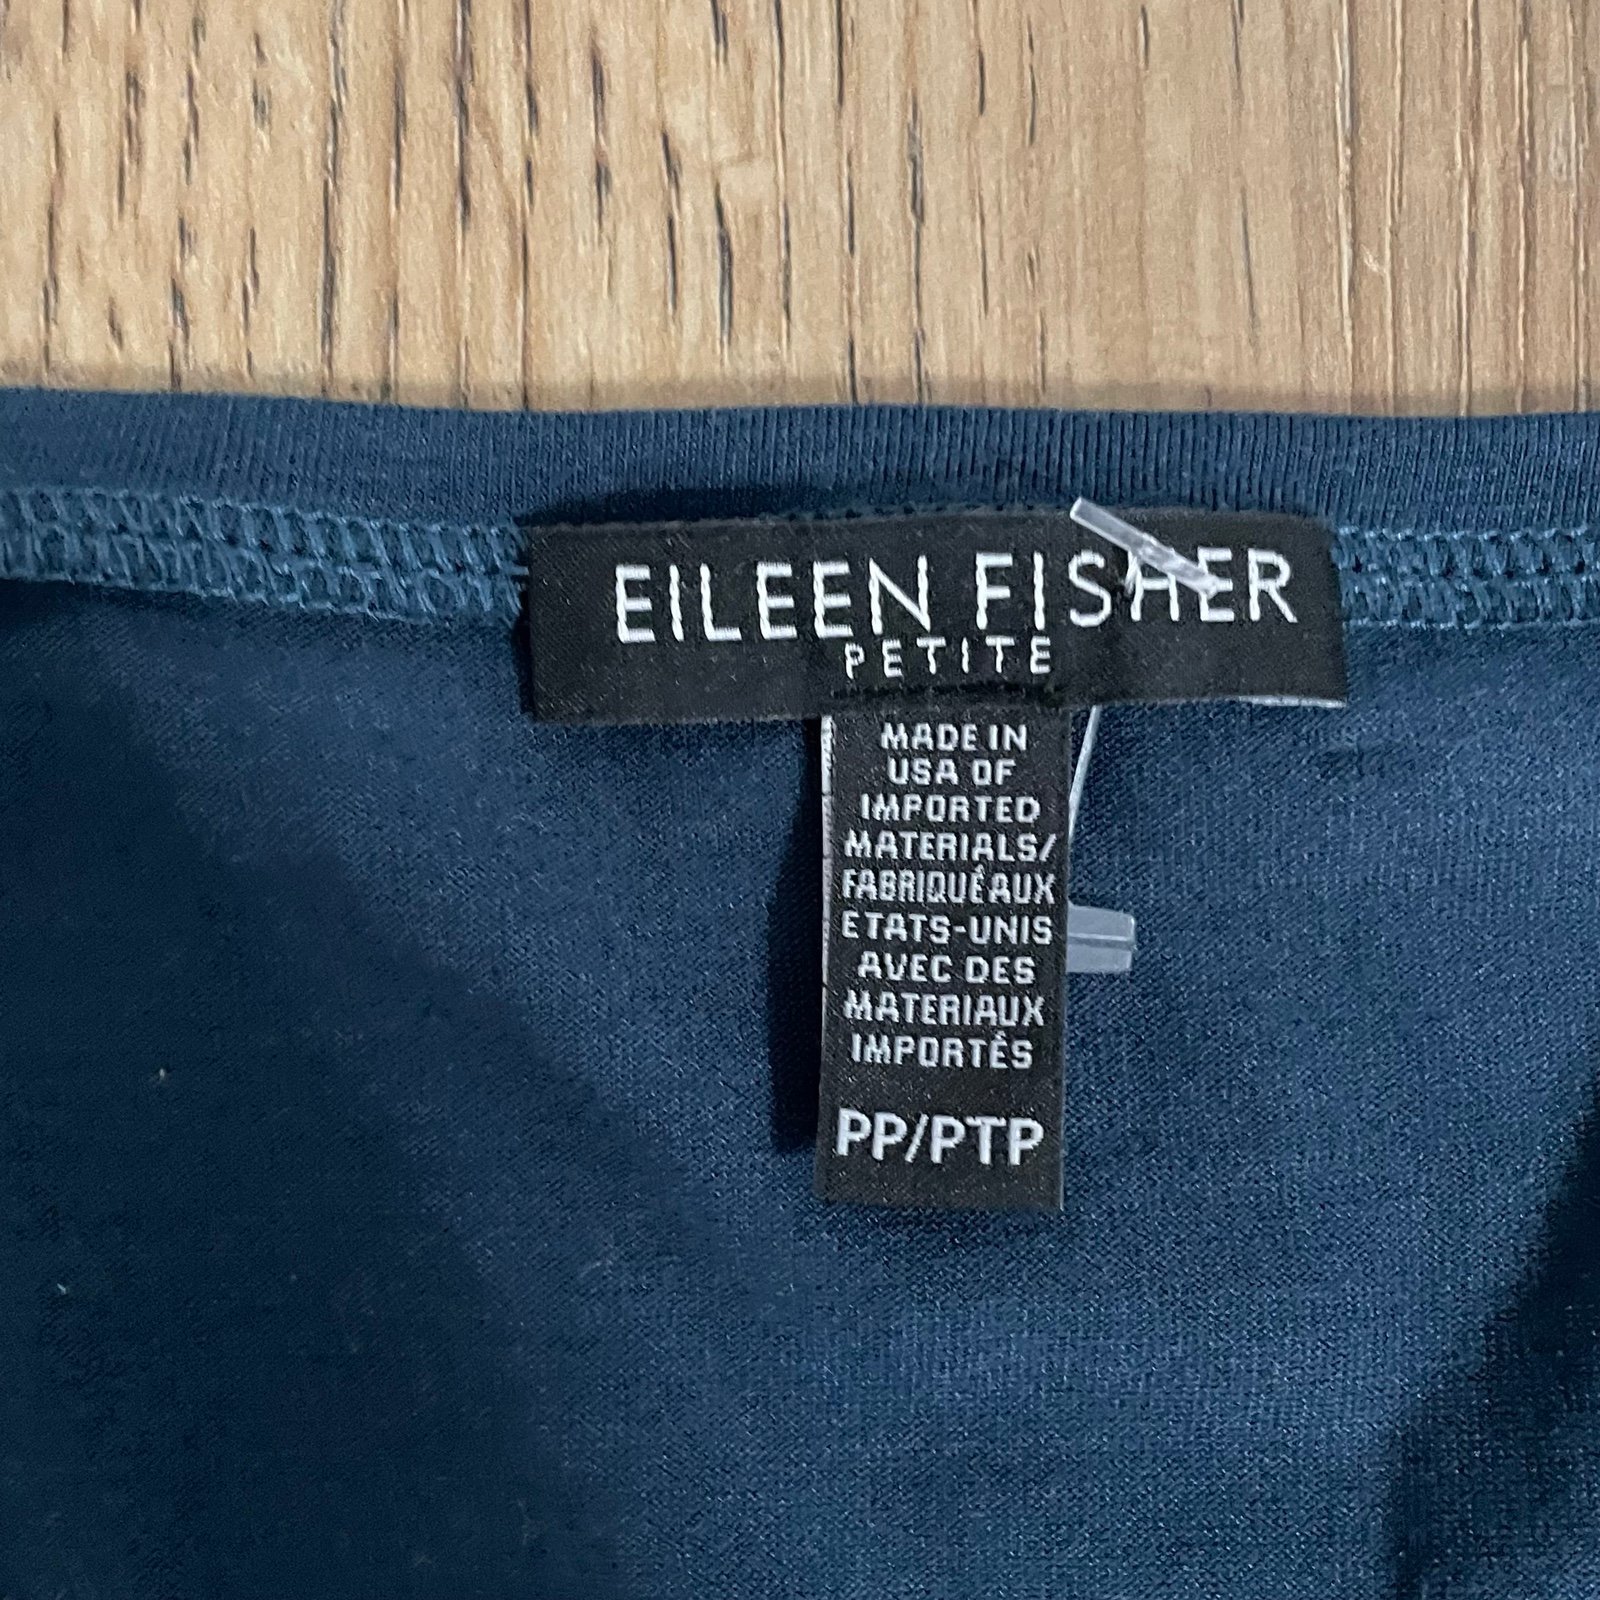 EILEEN FISHER
PETITE
MADE IN
USA OF
IMPORTED
MATERIALS/
FABRIQUÉ AUX
ETATS-UNIS
AVEC DES
MATERIAUX
IMPORTÉS
PP/PTP